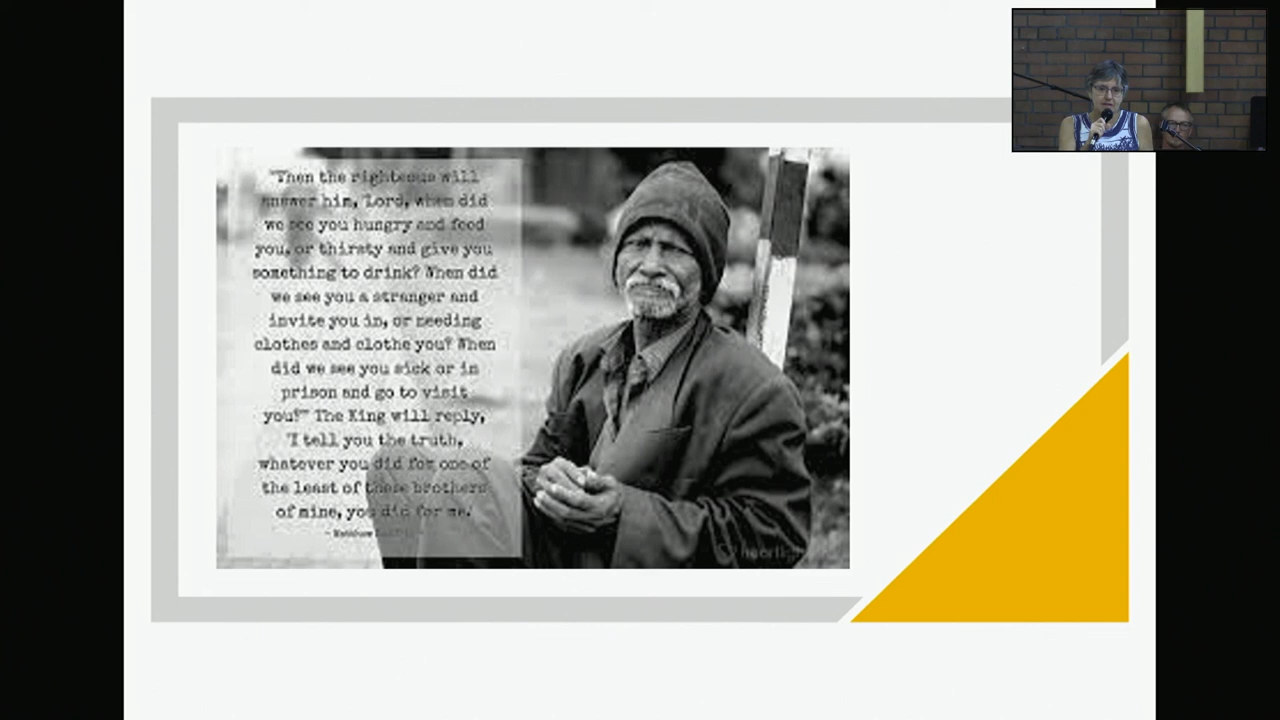 "Then the righteous will
answer him, 'Lord, when did
we see you hungry and feed
you, or thirsty and give you
something to drink? When did
we see you a stranger and
invite you in, or needing
clothes and clothe you? When
did we see you sick or in
prison and go to visit
you?'" The King will reply,
'I tell you the truth,
whatever you did for one of
the least of these brothers
of mine, you did for me.
~ Matthew
heartlight